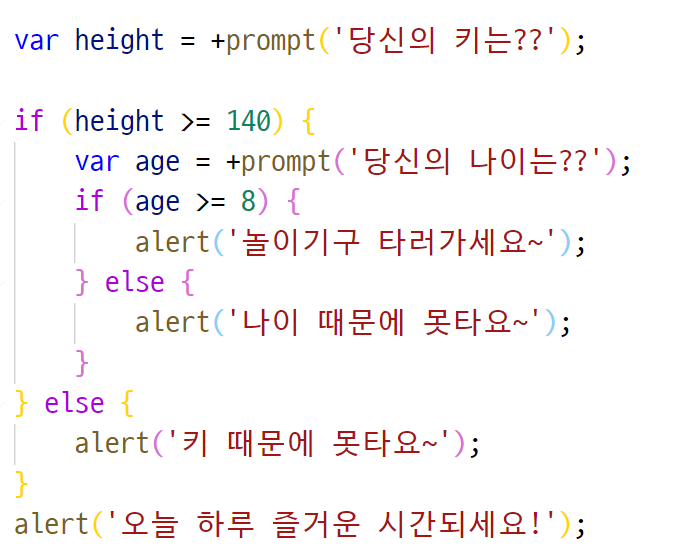 var height = +prompt('당신의 키는??');
if (height >= 140) {
var age = +prompt('당신의 나이는??');
if (age >= 8) {
alert('놀이기구 타러가세요~');
} else {
alert('나이 때문에 못타요~');
}
} else {
alert('키 때문에 못타요~');
}
alert('오늘 하루 즐거운 시간되세요!');